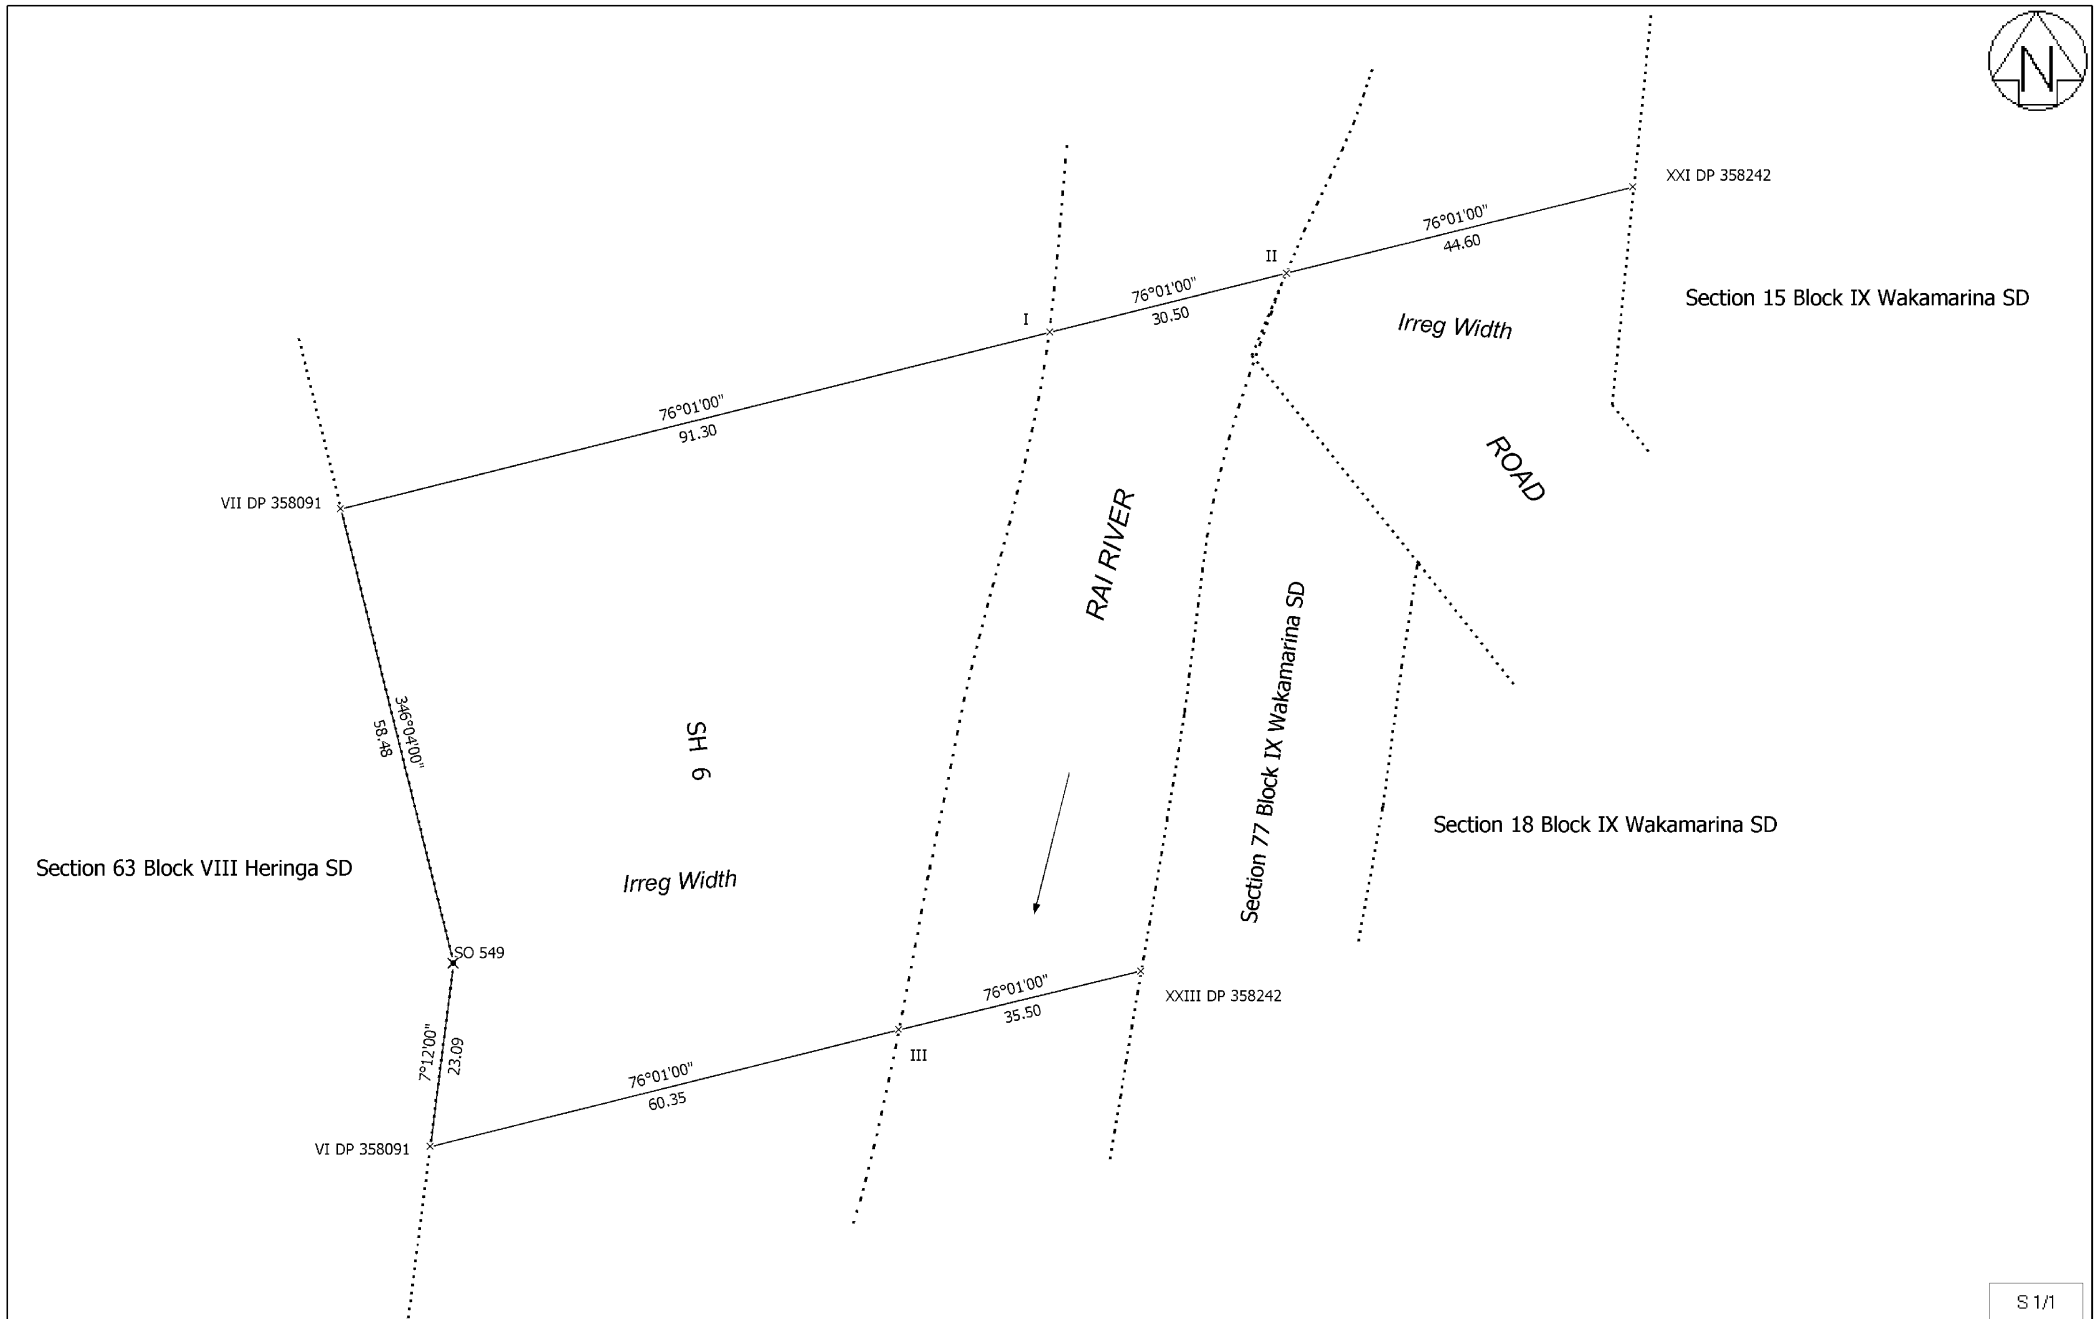 N
XXI DP 358242
76°01'00"
44.60
II
Section 15 Block IX Wakamarina SD
76°01'00"
30.50
I
Irreg Width
76°01'00"
91.30
ROAD
VII DP 358091
RAI RIVER
346°04'00"
58.48
SH 6
Section 77 Block IX Wakamarina SD
Section 18 Block IX Wakamarina SD
Section 63 Block VIII Heringa SD
Irreg Width
SO 549
76°01'00"
35.50
XXIII DP 358242
7°12'00"
23.09
III
76°01'00"
60.35
VI DP 358091
S 1/1